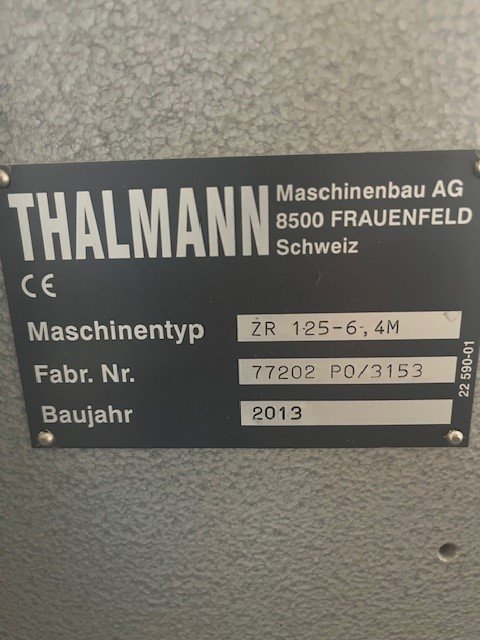 THALMANN Maschinenbau AG
8500 FRAUENFELD
Schweiz
CE
Maschinentyp ZR 125-6,4M
Fabr. Nr. 77202 PO/3153
Baujahr 2013
22 590-01